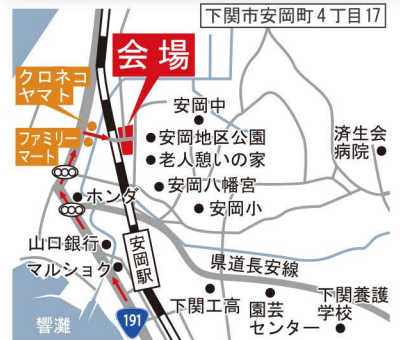 下関市安岡町4丁目17
会場
クロネコ
ヤマト
安岡中
ファミリー
マート
安岡地区公園
済生会
病院
老人憩いの家
安岡八幡宮
ホンダ
安岡小
山口銀行
安岡駅
県道長安線
マルショク
下関工高
園芸
センター
下関養護
学校
響灘
191